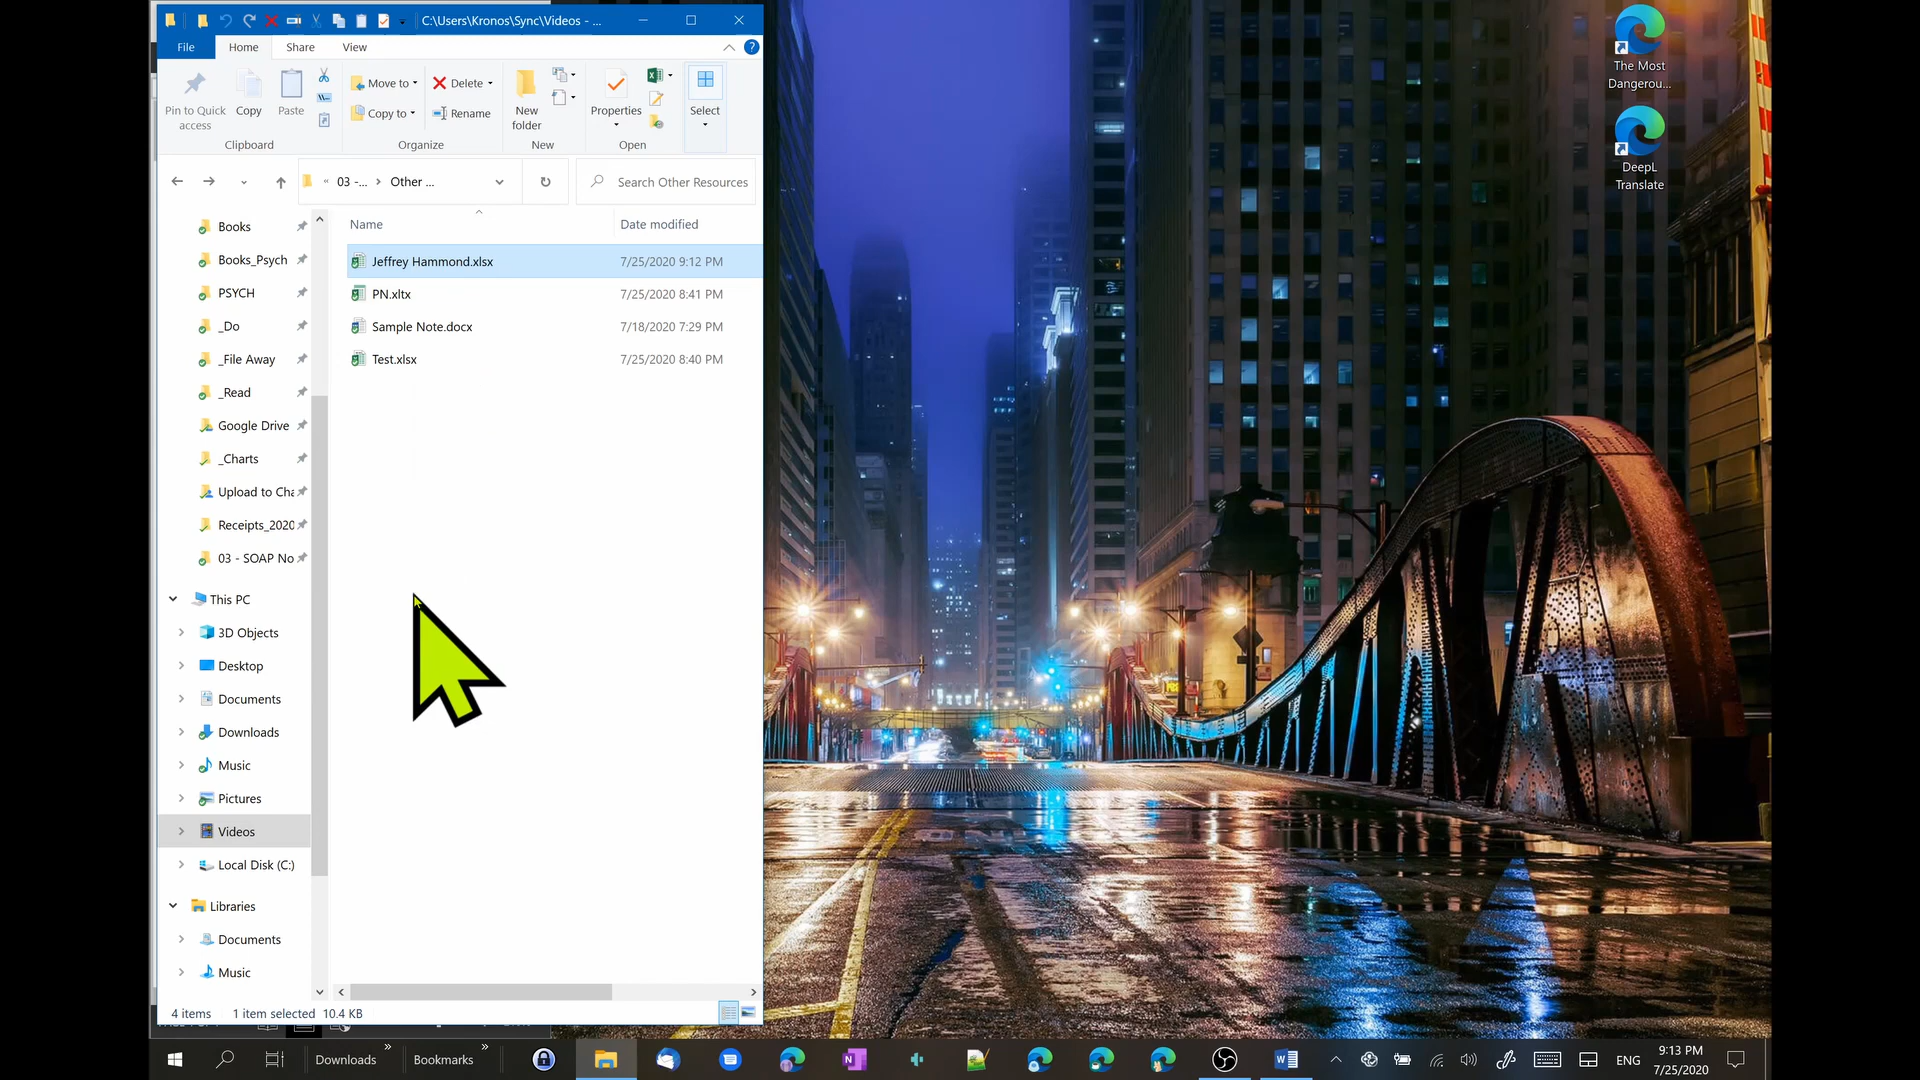 C:\Users\Kronos\Sync\Videos - ...
File Home Share View
Pin to Quick access
Copy
Paste
Move to
Copy to
Delete
Rename
New folder
Properties
Select
Clipboard Organize New Open
« 03 -... › Other ...
Search Other Resources
Name Date modified
Jeffrey Hammond.xlsx 7/25/2020 9:12 PM
PN.xltx 7/25/2020 8:41 PM
Sample Note.docx 7/18/2020 7:29 PM
Test.xlsx 7/25/2020 8:40 PM
Books
Books_Psych
PSYCH
_Do
_File Away
_Read
Google Drive
_Charts
Upload to Cha
Receipts_2020
03 - SOAP No
This PC
3D Objects
Desktop
Documents
Downloads
Music
Pictures
Videos
Local Disk (C:)
Libraries
Documents
Music
4 items 1 item selected 10.4 KB
The Most
Dangerou...
DeepL
Translate
Downloads »
Bookmarks »
ENG
9:13 PM
7/25/2020